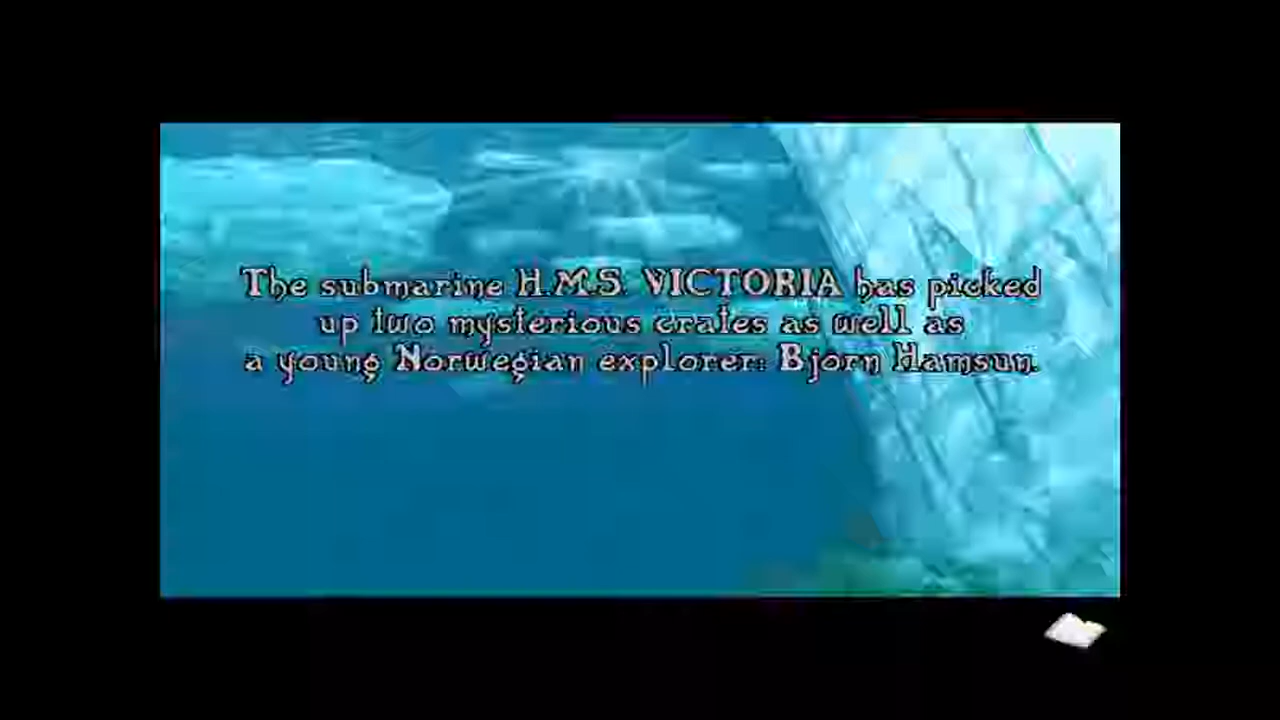 The submarine H.M.S. VICTORIA has picked
up two mysterious crates as well as
a young Norwegian explorer: Bjorn Hamsun.